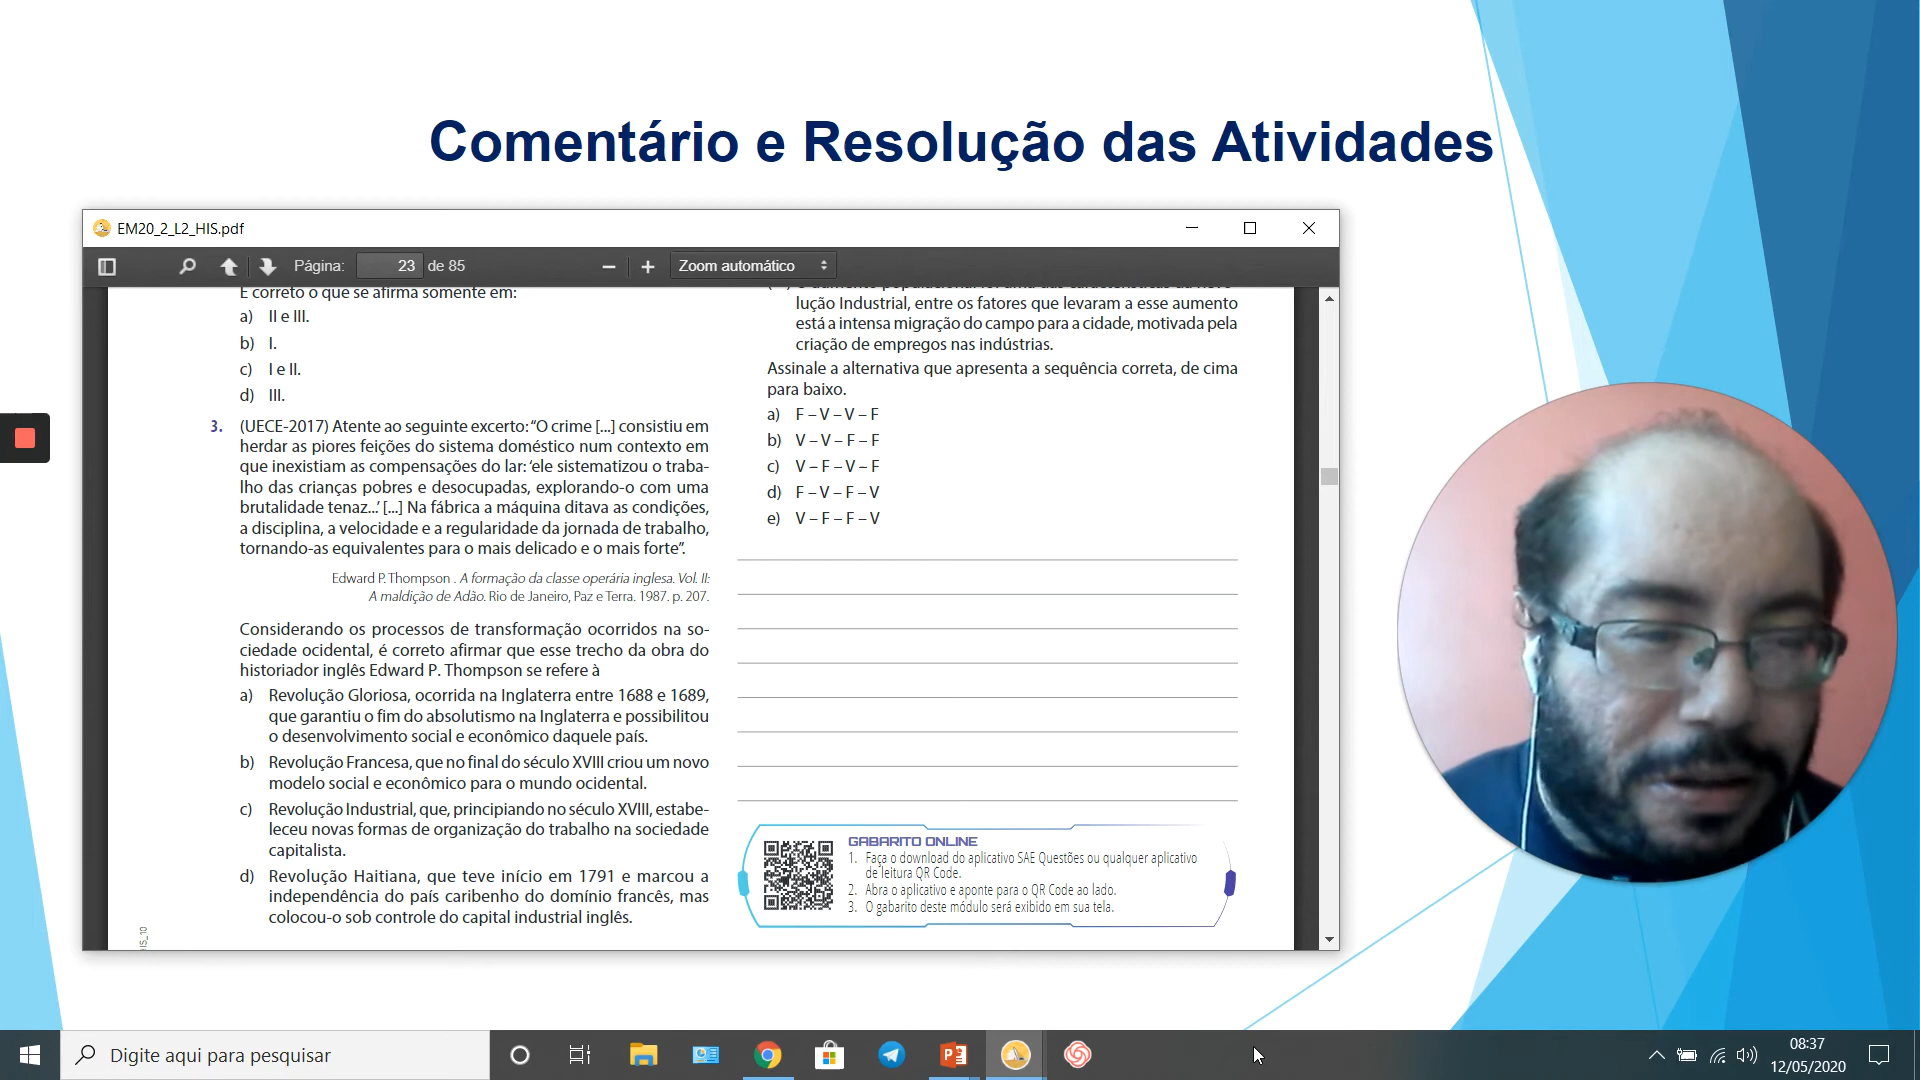 Comentário e Resolução das Atividades
EM20_2_L2_HIS.pdf
Página: 23 de 85
Zoom automático
É correto o que se afirma somente em:
a) II e III.
b) I.
c) I e II.
d) III.
3. (UECE-2017) Atente ao seguinte excerto: “O crime [...] consistiu em
herdar as piores feições do sistema doméstico num contexto em
que inexistiam as compensações do lar: ‘ele sistematizou o traba-
lho das crianças pobres e desocupadas, explorando-o com uma
brutalidade tenaz...’ [...] Na fábrica a máquina ditava as condições,
a disciplina, a velocidade e a regularidade da jornada de trabalho,
tornando-as equivalentes para o mais delicado e o mais forte”.
Edward P. Thompson . A formação da classe operária inglesa. Vol. II:
A maldição de Adão. Rio de Janeiro, Paz e Terra. 1987. p. 207.
Considerando os processos de transformação ocorridos na so-
ciedade ocidental, é correto afirmar que esse trecho da obra do
historiador inglês Edward P. Thompson se refere à
a) Revolução Gloriosa, ocorrida na Inglaterra entre 1688 e 1689,
que garantiu o fim do absolutismo na Inglaterra e possibilitou
o desenvolvimento social e econômico daquele país.
b) Revolução Francesa, que no final do século XVIII criou um novo
modelo social e econômico para o mundo ocidental.
c) Revolução Industrial, que, principiando no século XVIII, estabe-
leceu novas formas de organização do trabalho na sociedade
capitalista.
d) Revolução Haitiana, que teve início em 1791 e marcou a
independência do país caribenho do domínio francês, mas
colocou-o sob controle do capital industrial inglês.
lução Industrial, entre os fatores que levaram a esse aumento
está a intensa migração do campo para a cidade, motivada pela
criação de empregos nas indústrias.
Assinale a alternativa que apresenta a sequência correta, de cima
para baixo.
a) F – V – V – F
b) V – V – F – F
c) V – F – V – F
d) F – V – F – V
e) V – F – F – V
GABARITO ONLINE
1. Faça o download do aplicativo SAE Questões ou qualquer aplicativo
de leitura QR Code.
2. Abra o aplicativo e aponte para o QR Code ao lado.
3. O gabarito deste módulo será exibido em sua tela.
Digite aqui para pesquisar
08:37
12/05/2020